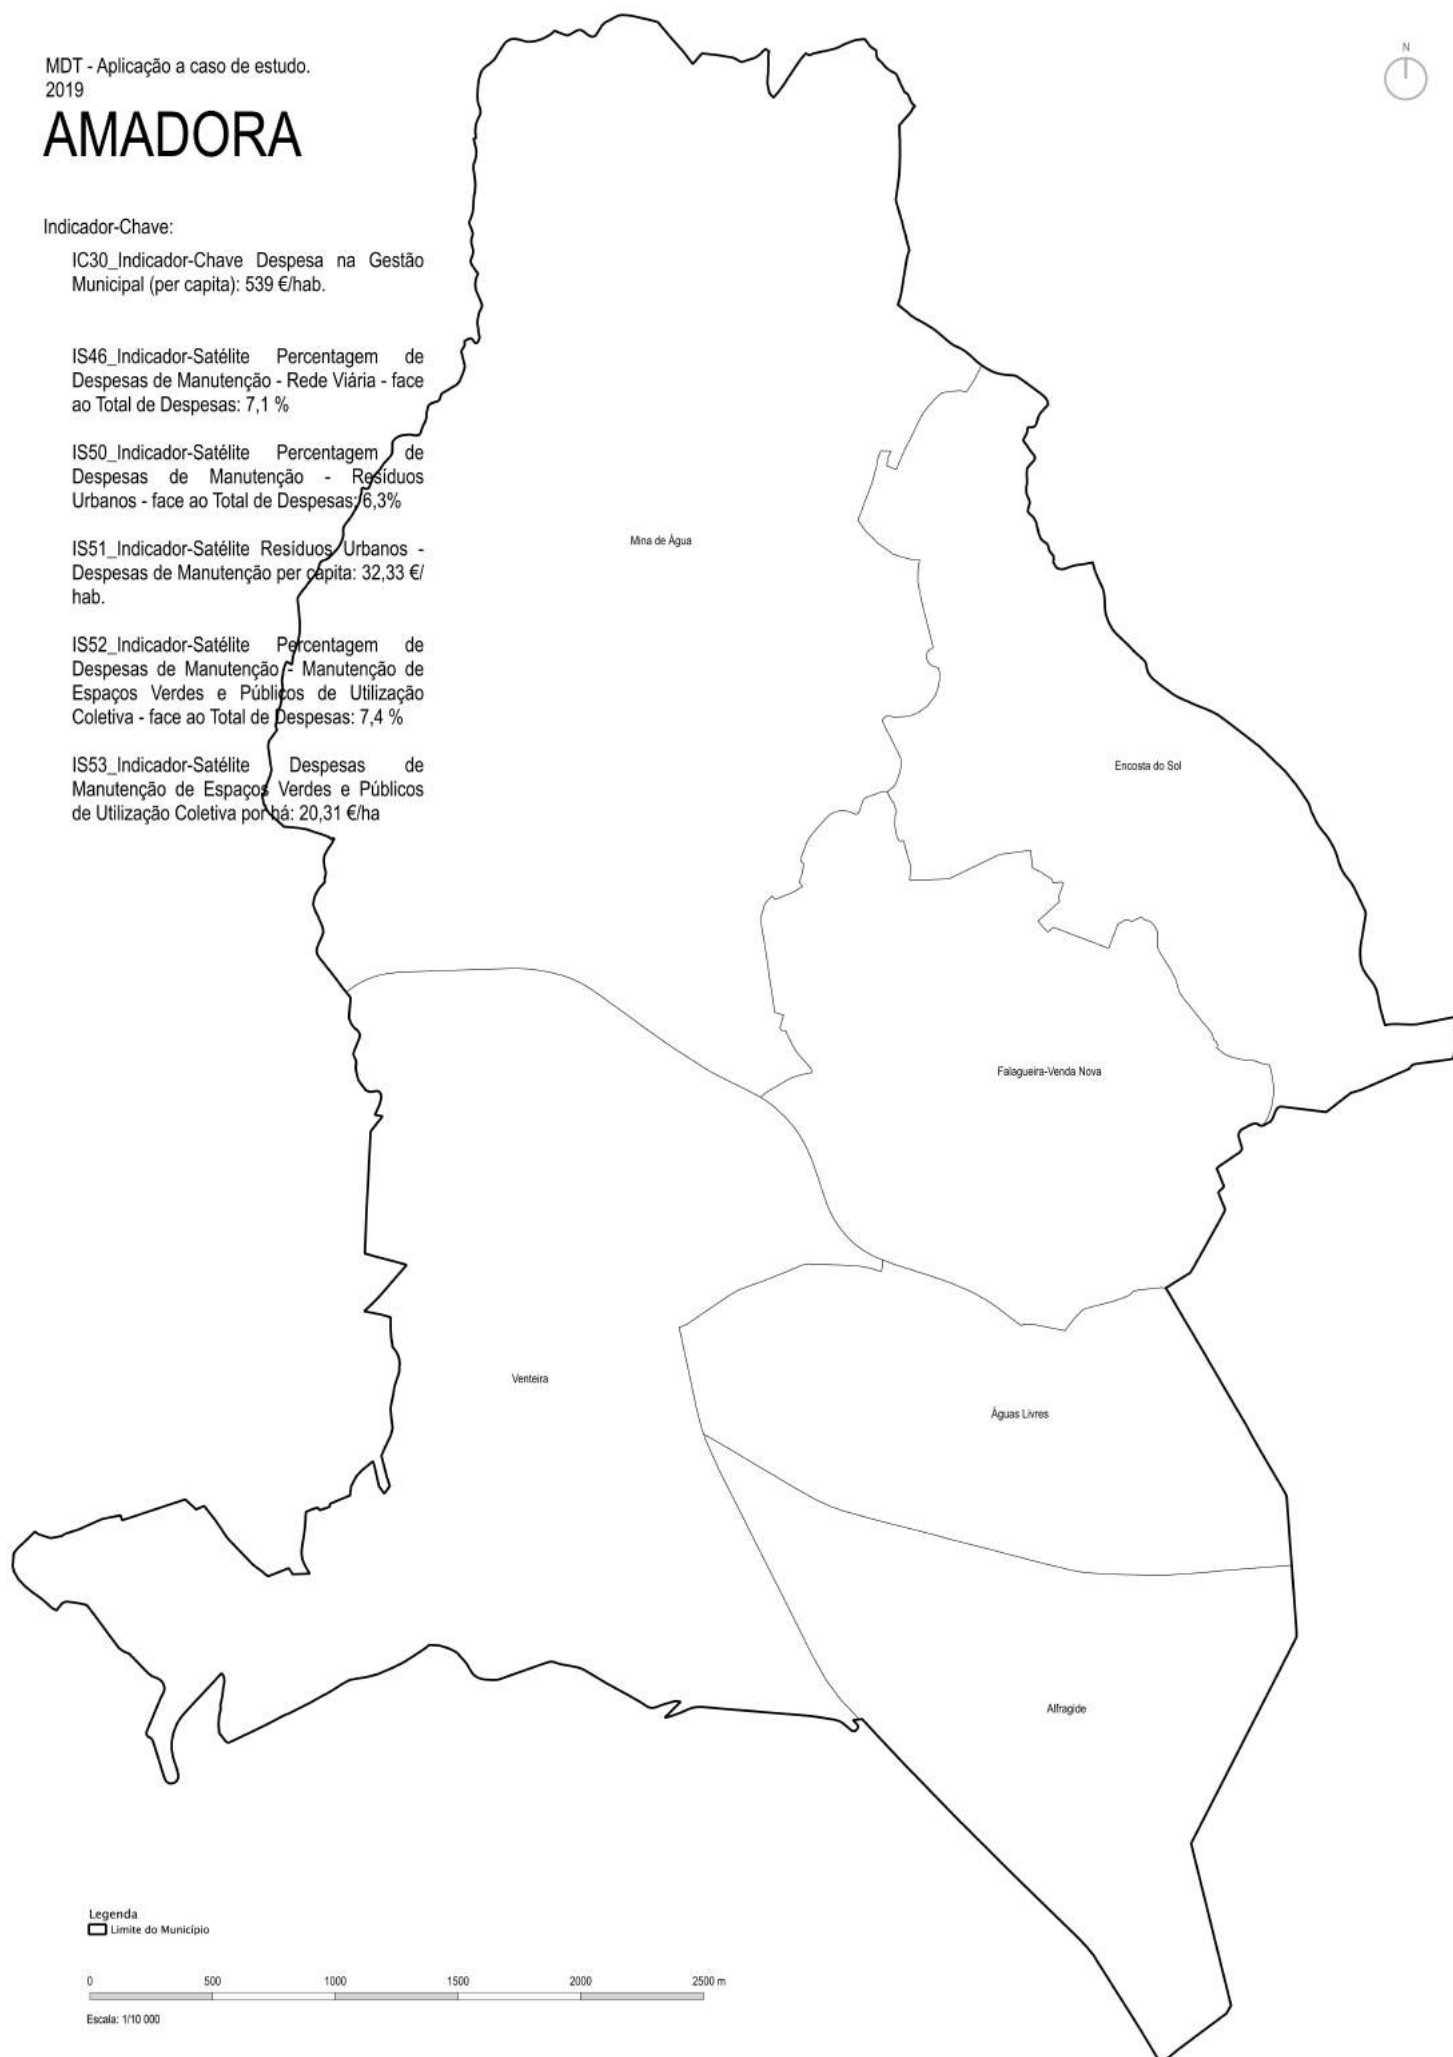 MDT - Aplicação a caso de estudo.
2019
AMADORA
N
Indicador-Chave:
IC30_Indicador-Chave Despesa na Gestão
Municipal (per capita): 539 €/hab.
IS46_Indicador-Satélite Percentagem de
Despesas de Manutenção - Rede Viária - face
ao Total de Despesas: 7,1 %
IS50_Indicador-Satélite Percentagem de
Despesas de Manutenção - Resíduos
Urbanos - face ao Total de Despesas: 6,3%
IS51_Indicador-Satélite Resíduos Urbanos -
Despesas de Manutenção per capita: 32,33 €/
hab.
IS52_Indicador-Satélite Percentagem de
Despesas de Manutenção - Manutenção de
Espaços Verdes e Públicos de Utilização
Coletiva - face ao Total de Despesas: 7,4 %
IS53_Indicador-Satélite Despesas de
Manutenção de Espaços Verdes e Públicos
de Utilização Coletiva por há: 20,31 €/ha
Mina de Água
Encosta do Sol
Falagueira-Venda Nova
Venteira
Águas Livres
Alfragide
Legenda
Limite do Município
0 500 1000 1500 2000 2500 m
Escala: 1/10 000